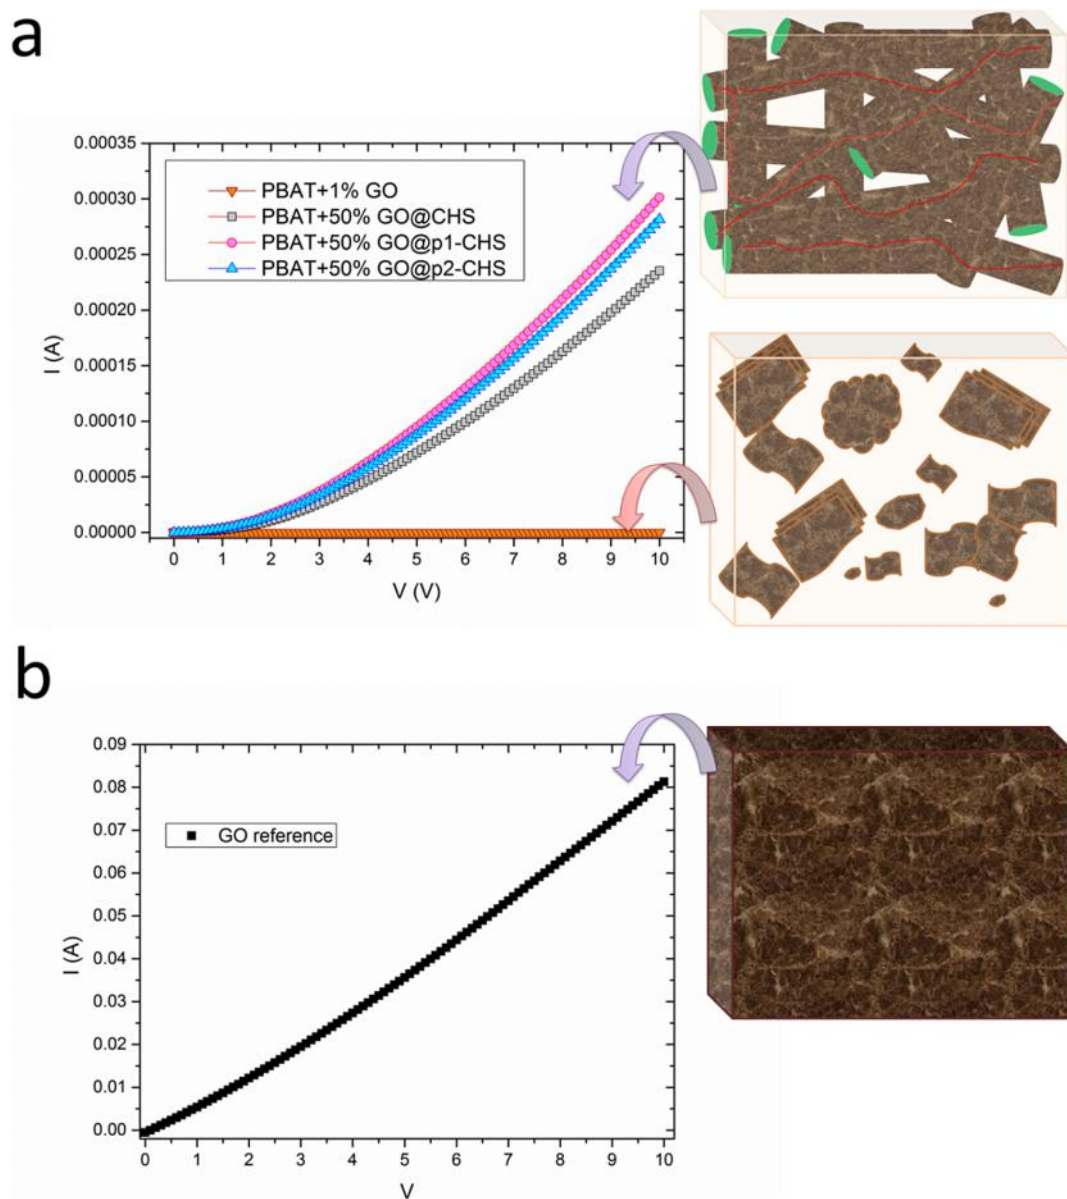 a
0.00035
0.00030
0.00025
0.00020
0.00015
0.00010
0.00005
0.00000
I (A)
PBAT+1% GO
PBAT+50% GO@CHS
PBAT+50% GO@p1-CHS
PBAT+50% GO@p2-CHS
0 1 2 3 4 5 6 7 8 9 10
V (V)
b
0.09
0.08
0.07
0.06
0.05
0.04
0.03
0.02
0.01
0.00
I (A)
GO reference
0 1 2 3 4 5 6 7 8 9 10
V